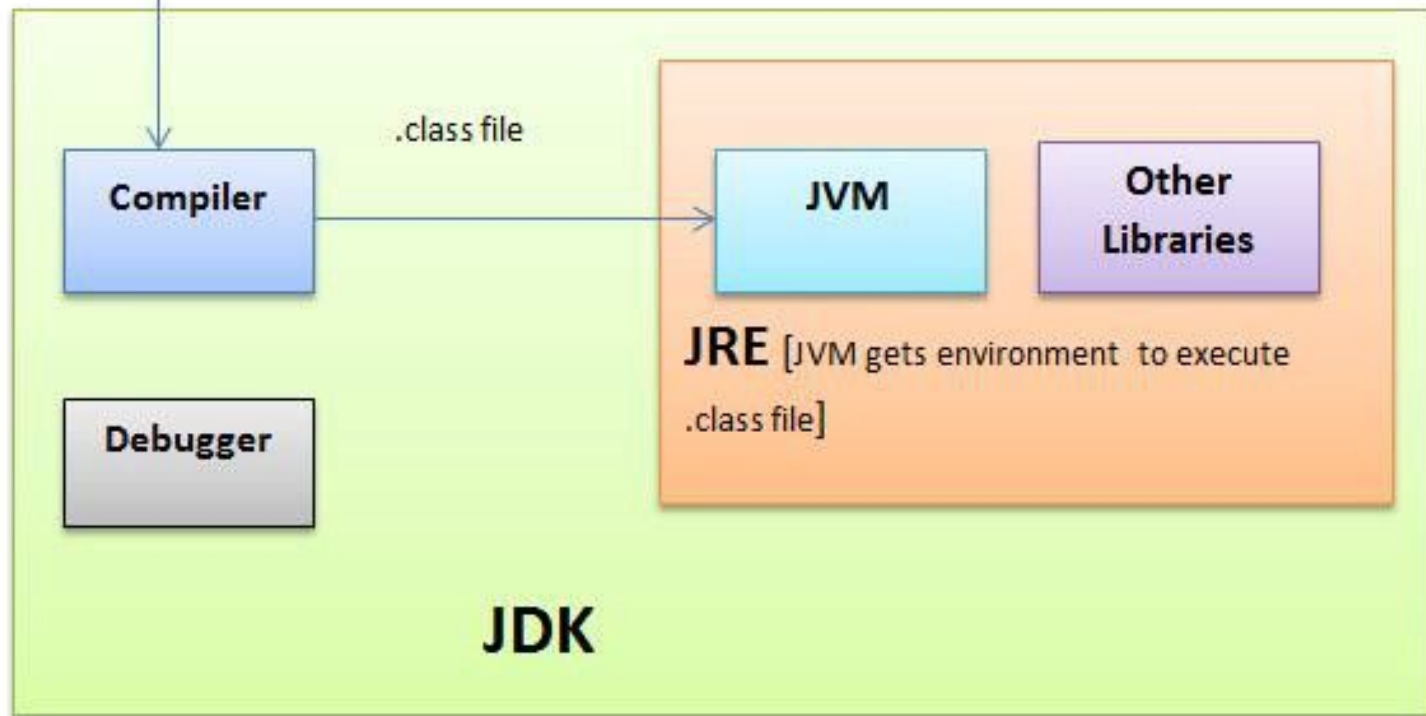 .class file
Compiler
JVM
Other
Libraries
JRE [JVM gets environment to execute
.class file]
Debugger
JDK